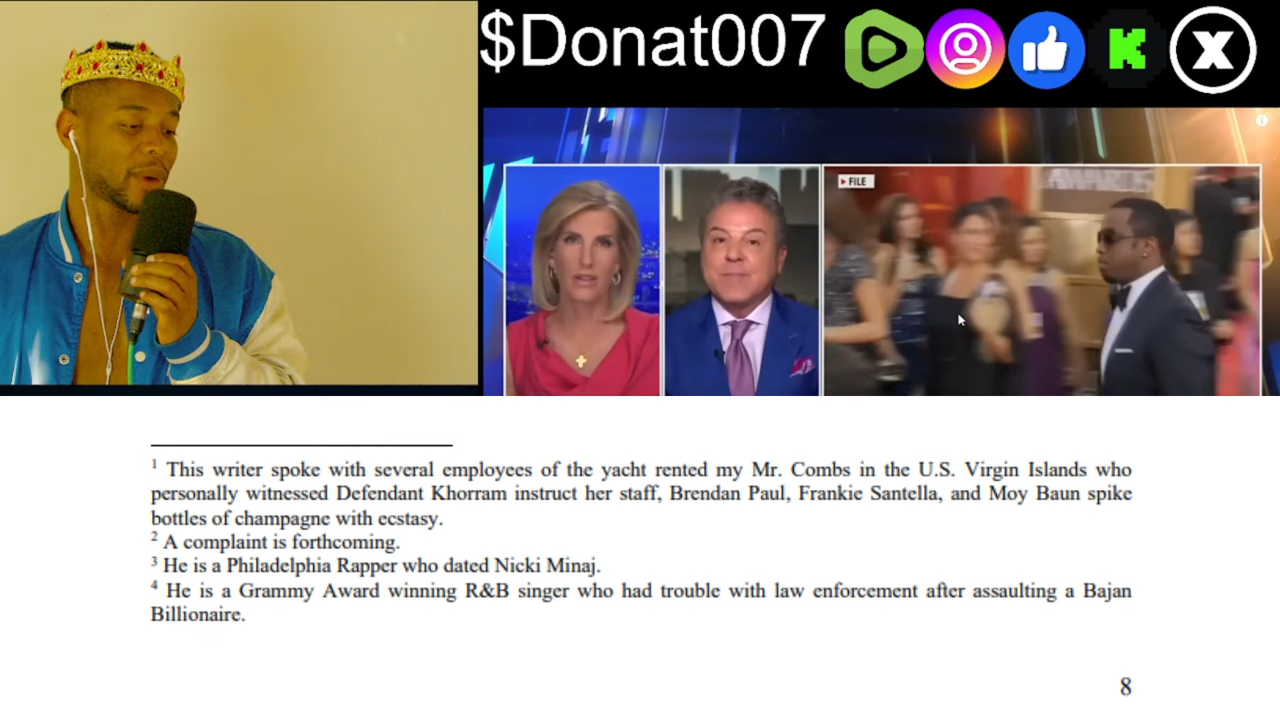 $Donat007
K
X
FILE
AWARDS
1 This writer spoke with several employees of the yacht rented my Mr. Combs in the U.S. Virgin Islands who
personally witnessed Defendant Khorram instruct her staff, Brendan Paul, Frankie Santella, and Moy Baun spike
bottles of champagne with ecstasy.
2 A complaint is forthcoming.
3 He is a Philadelphia Rapper who dated Nicki Minaj.
4 He is a Grammy Award winning R&B singer who had trouble with law enforcement after assaulting a Bajan
Billionaire.
8